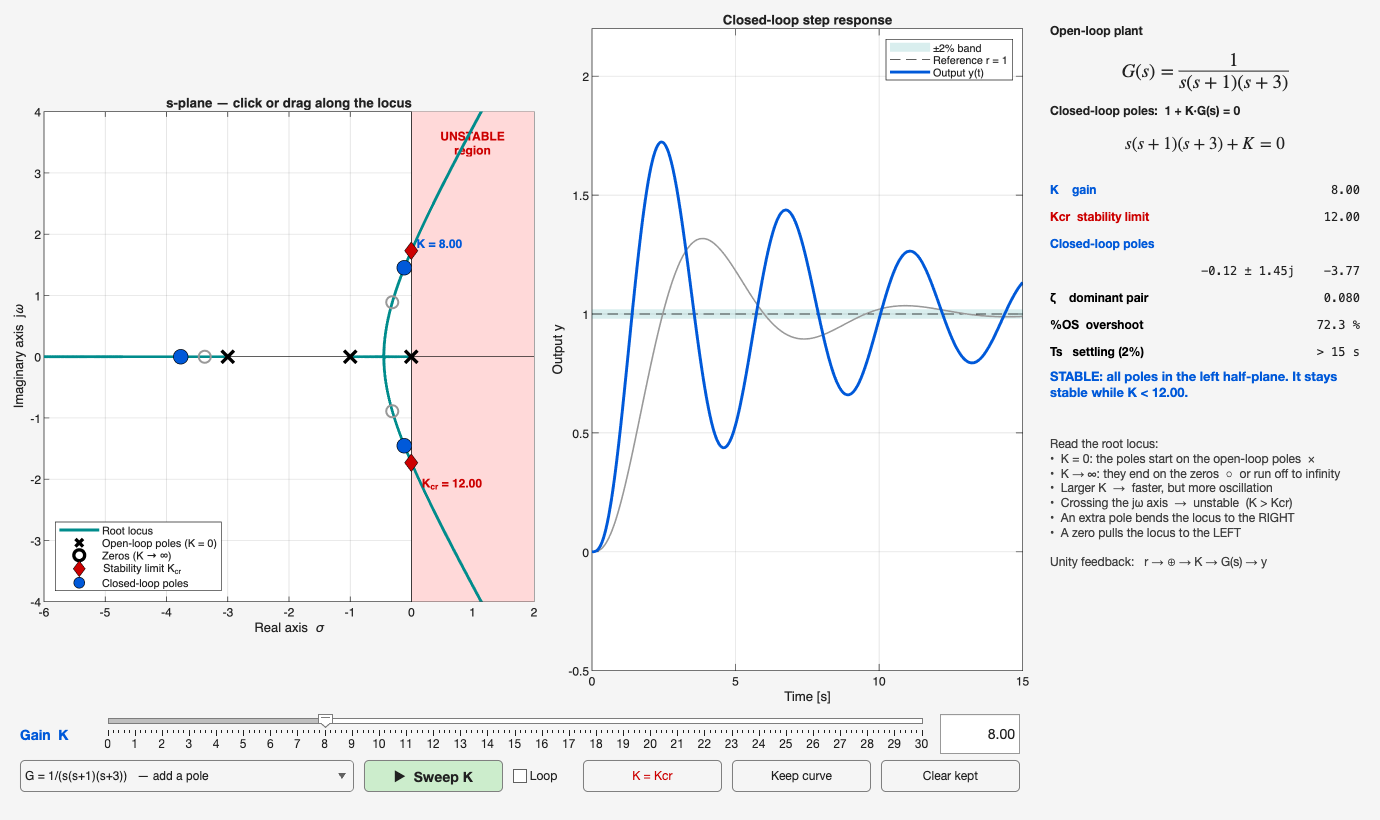 s-plane — click or drag along the locus
4
3
2
1
0
-1
-2
-3
-4
Imaginary axis jω
UNSTABLE
region
K = 8.00
Kcr = 12.00
Root locus
Open-loop poles (K = 0)
Zeros (K → ∞)
Stability limit Kcr
Closed-loop poles
-6 -5 -4 -3 -2 -1 0 1 2
Real axis σ
Closed-loop step response
±2% band
Reference r = 1
Output y(t)
2
1.5
1
0.5
0
-0.5
Output y
0 5 10 15
Time [s]
Open-loop plant
G(s) = 1 / s(s + 1)(s + 3)
Closed-loop poles: 1 + K·G(s) = 0
s(s + 1)(s + 3) + K = 0
K gain 8.00
Kcr stability limit 12.00
Closed-loop poles
−0.12 ± 1.45j −3.77
ζ dominant pair 0.080
%OS overshoot 72.3 %
Ts settling (2%) > 15 s
STABLE: all poles in the left half-plane. It stays
stable while K < 12.00.
Read the root locus:
• K = 0: the poles start on the open-loop poles ×
• K → ∞: they end on the zeros ○ or run off to infinity
• Larger K → faster, but more oscillation
• Crossing the jω axis → unstable (K > Kcr)
• An extra pole bends the locus to the RIGHT
• A zero pulls the locus to the LEFT
Unity feedback: r → ⊕ → K → G(s) → y
Gain K
0 1 2 3 4 5 6 7 8 9 10 11 12 13 14 15 16 17 18 19 20 21 22 23 24 25 26 27 28 29 30
8.00
G = 1/(s(s+1)(s+3)) — add a pole
▶ Sweep K
Loop
K = Kcr
Keep curve
Clear kept